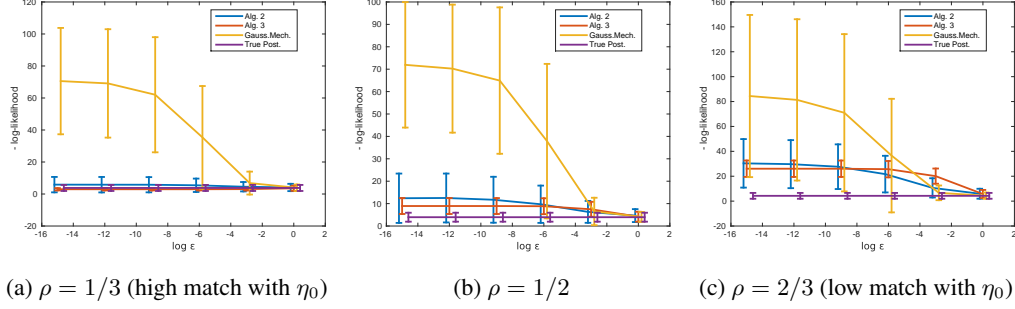 120
100
80
60
40
20
0
-20
- log-likelihood
-16 -14 -12 -10 -8 -6 -4 -2 0 2
log ε
Alg. 2
Alg. 3
Gauss.Mech.
True Post.
(a) ρ = 1/3 (high match with η₀)
100
90
80
70
60
50
40
30
20
10
0
- log-likelihood
-16 -14 -12 -10 -8 -6 -4 -2 0 2
log ε
Alg. 2
Alg. 3
Gauss.Mech.
True Post.
(b) ρ = 1/2
160
140
120
100
80
60
40
20
0
-20
- log-likelihood
-16 -14 -12 -10 -8 -6 -4 -2 0 2
log ε
Alg. 2
Alg. 3
Gauss.Mech.
True Post.
(c) ρ = 2/3 (low match with η₀)